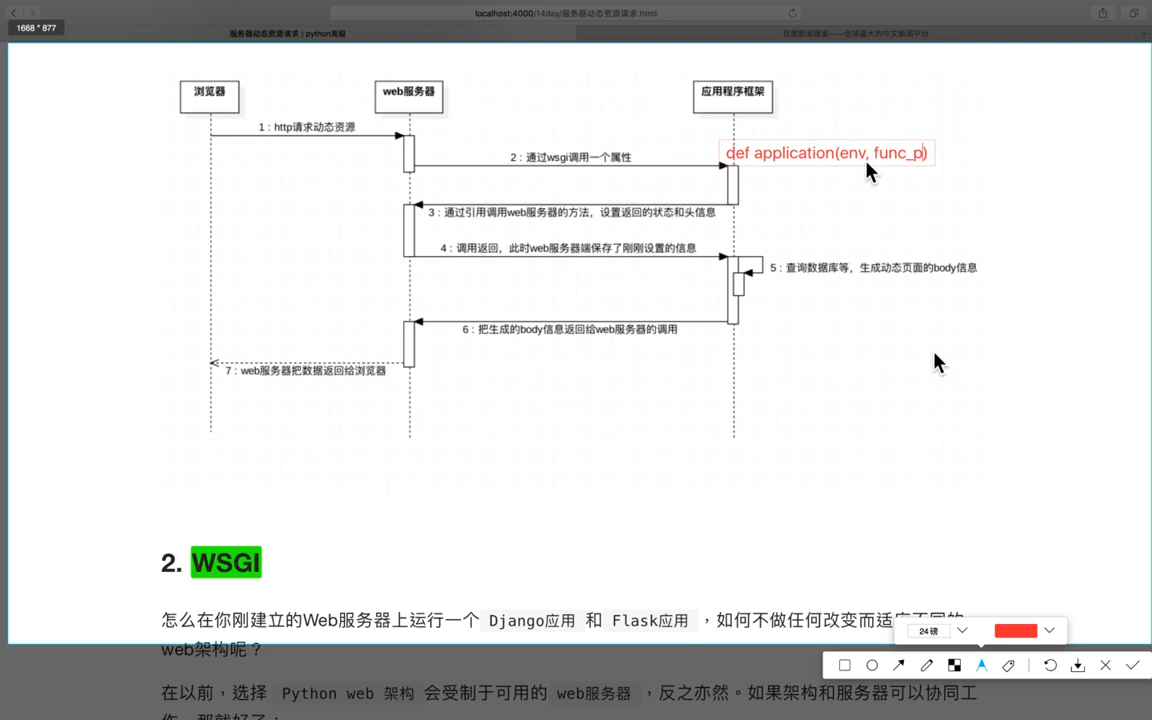 localhost:4000/14day/服务器动态资源请求.html
1668 * 877
服务器动态资源请求 | python高级
百度新闻搜索——全球最大的中文新闻平台
浏览器
web服务器
应用程序框架
1：http请求动态资源
def application(env, func_p)
2：通过wsgi调用一个属性
3：通过引用调用web服务器的方法，设置返回的状态和头信息
4：调用返回，此时web服务器端保存了刚刚设置的信息
5：查询数据库等，生成动态页面的body信息
6：把生成的body信息返回给web服务器的调用
7：web服务器把数据返回给浏览器
2. WSGI
怎么在你刚建立的Web服务器上运行一个 Django应用 和 Flask应用 ，如何不做任何改变而适应不同的
web架构呢？
24 磅
在以前，选择 Python web 架构 会受制于可用的 web服务器 ，反之亦然。如果架构和服务器可以协同工
作，那就好了：